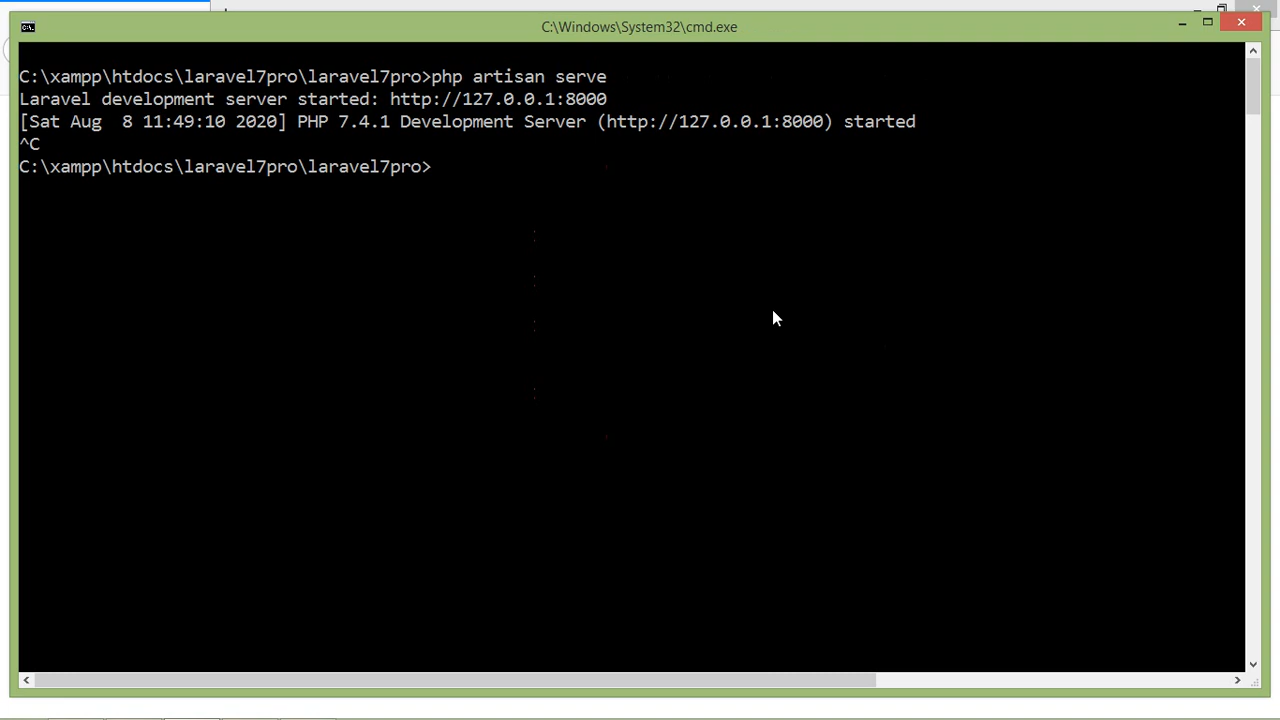 C:\Windows\System32\cmd.exe
C:\xampp\htdocs\laravel7pro\laravel7pro>php artisan serve
Laravel development server started: http://127.0.0.1:8000
[Sat Aug  8 11:49:10 2020] PHP 7.4.1 Development Server (http://127.0.0.1:8000) started
^C
C:\xampp\htdocs\laravel7pro\laravel7pro>